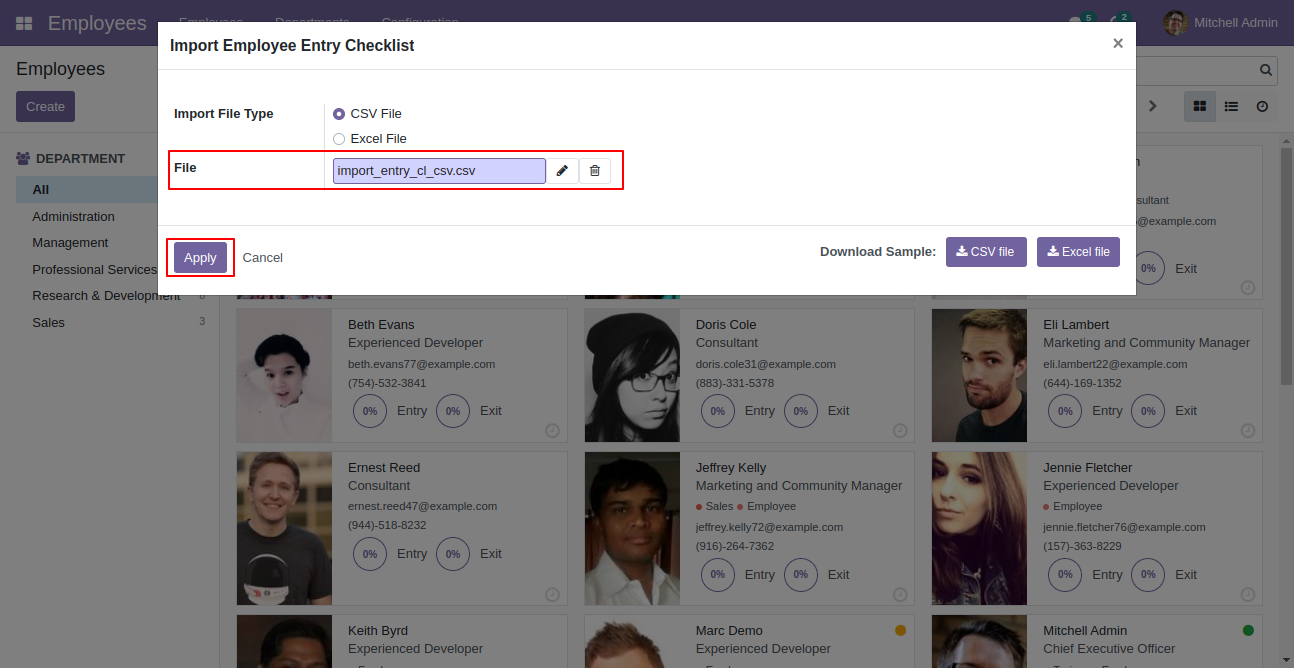 Employees Employees Departments Configuration 5 2 Mitchell Admin
Import Employee Entry Checklist ×
Employees
Create
Import File Type CSV File
Excel File
File import_entry_cl_csv.csv
DEPARTMENT
All
Administration
Management
Professional Services
Research & Development
Sales 3
Apply Cancel Download Sample: CSV file Excel file
@example.com
0% Exit
Beth Evans
Experienced Developer
beth.evans77@example.com
(754)-532-3841
0% Entry 0% Exit
Doris Cole
Consultant
doris.cole31@example.com
(883)-331-5378
0% Entry 0% Exit
Eli Lambert
Marketing and Community Manager
eli.lambert22@example.com
(644)-169-1352
0% Entry 0% Exit
Ernest Reed
Consultant
ernest.reed47@example.com
(944)-518-8232
0% Entry 0% Exit
Jeffrey Kelly
Marketing and Community Manager
Sales Employee
jeffrey.kelly72@example.com
(916)-264-7362
0% Entry 0% Exit
Jennie Fletcher
Experienced Developer
Employee
jennie.fletcher76@example.com
(157)-363-8229
0% Entry 0% Exit
Keith Byrd
Experienced Developer
Marc Demo
Experienced Developer
Mitchell Admin
Chief Executive Officer